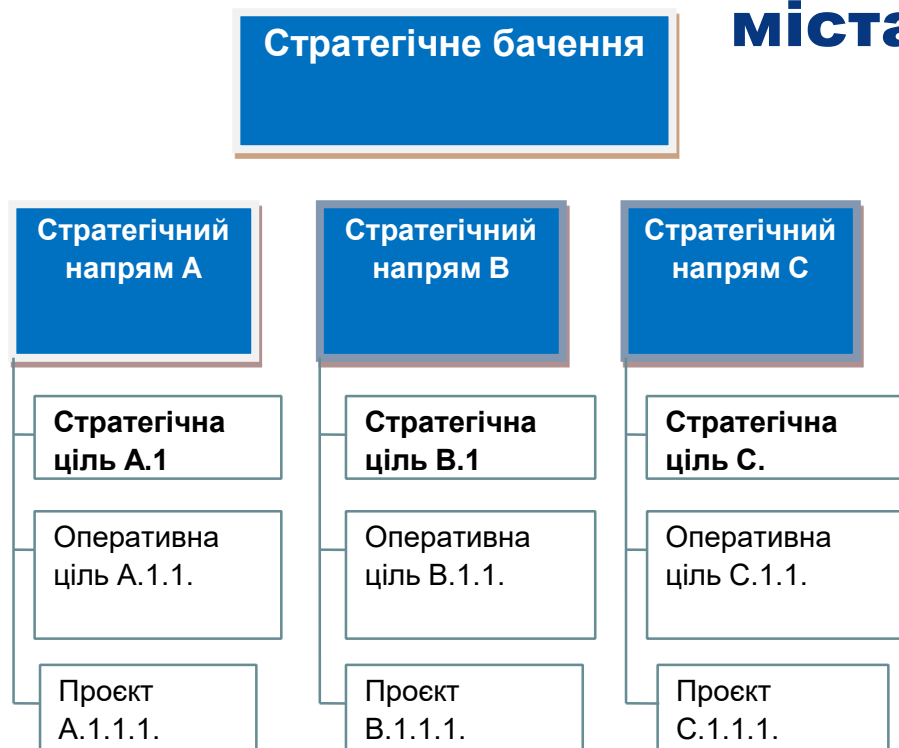 міста
Стратегічне бачення
Стратегічний
напрям А
Стратегічний
напрям В
Стратегічний
напрям С
Стратегічна
ціль А.1
Стратегічна
ціль В.1
Стратегічна
ціль С.
Оперативна
ціль А.1.1.
Оперативна
ціль В.1.1.
Оперативна
ціль С.1.1.
Проєкт
А.1.1.1.
Проєкт
В.1.1.1.
Проєкт
С.1.1.1.